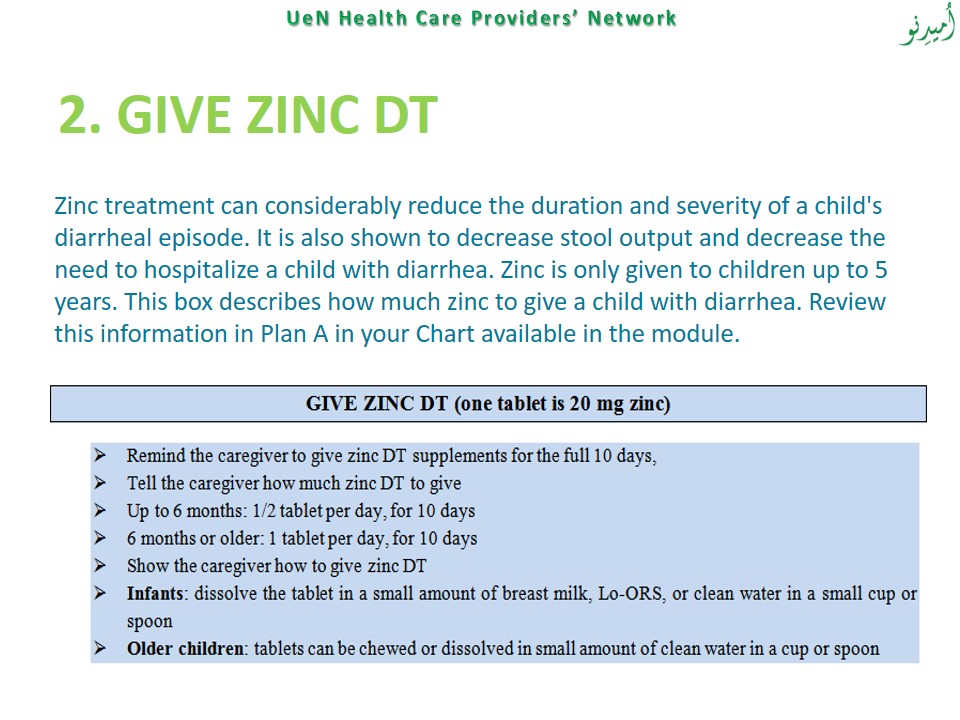 UeN Health Care Providers’ Network
اُميدِنو
2. GIVE ZINC DT
Zinc treatment can considerably reduce the duration and severity of a child's
diarrheal episode. It is also shown to decrease stool output and decrease the
need to hospitalize a child with diarrhea. Zinc is only given to children up to 5
years. This box describes how much zinc to give a child with diarrhea. Review
this information in Plan A in your Chart available in the module.
GIVE ZINC DT (one tablet is 20 mg zinc)
➢ Remind the caregiver to give zinc DT supplements for the full 10 days,
➢ Tell the caregiver how much zinc DT to give
➢ Up to 6 months: 1/2 tablet per day, for 10 days
➢ 6 months or older: 1 tablet per day, for 10 days
➢ Show the caregiver how to give zinc DT
➢ Infants: dissolve the tablet in a small amount of breast milk, Lo-ORS, or clean water in a small cup or
spoon
➢ Older children: tablets can be chewed or dissolved in small amount of clean water in a cup or spoon